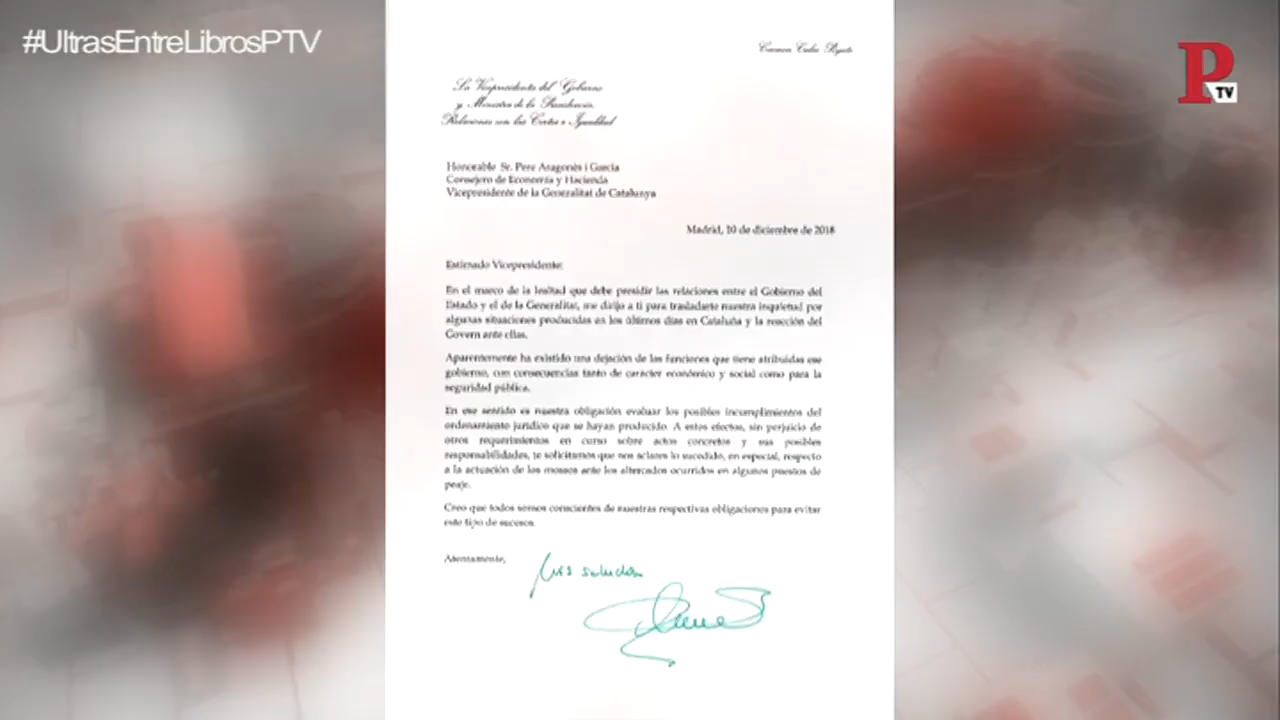 #UltrasEntreLibrosPTV
P
TV
Carmen Calvo Poyato
La Vicepresidenta del Gobierno
y Ministra de la Presidencia,
Relaciones con las Cortes e Igualdad
Honorable Sr. Pere Aragonès i García
Consejero de Economía y Hacienda
Vicepresidente de la Generalitat de Catalunya
Madrid, 10 de diciembre de 2018
Estimado Vicepresidente:
En el marco de la lealtad que debe presidir las relaciones entre el Gobierno del
Estado y el de la Generalitat, me dirijo a ti para trasladarte nuestra inquietud por
algunas situaciones producidas en los últimos días en Cataluña y la reacción del
Govern ante ellas.
Aparentemente ha existido una dejación de las funciones que tiene atribuidas ese
gobierno, con consecuencias tanto de carácter económico y social como para la
seguridad pública.
En ese sentido es nuestra obligación evaluar los posibles incumplimientos del
ordenamiento jurídico que se hayan producido. A estos efectos, sin perjuicio de
otros requerimientos en curso sobre actos concretos y sus posibles
responsabilidades, te solicitamos que nos aclares lo sucedido, en especial, respecto
a la actuación de los mossos ante los altercados ocurridos en algunos puestos de
peaje.
Creo que todos somos conscientes de nuestras respectivas obligaciones para evitar
este tipo de sucesos.
Atentamente,
Mis saludos